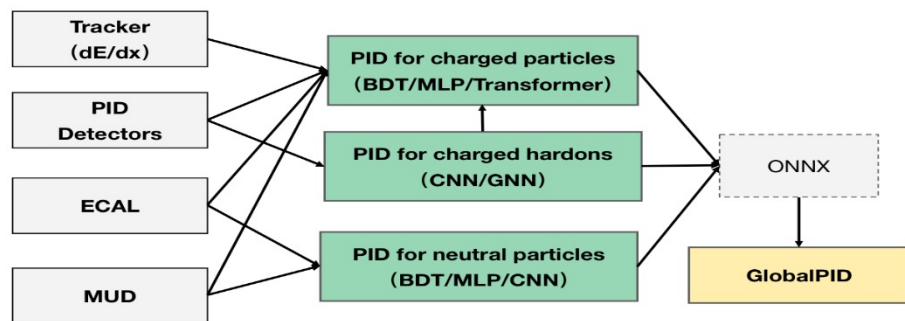 Tracker
(dE/dx)
PID
Detectors
ECAL
MUD
PID for charged particles
(BDT/MLP/Transformer)
PID for charged hardons
(CNN/GNN)
PID for neutral particles
(BDT/MLP/CNN)
ONNX
GlobalPID